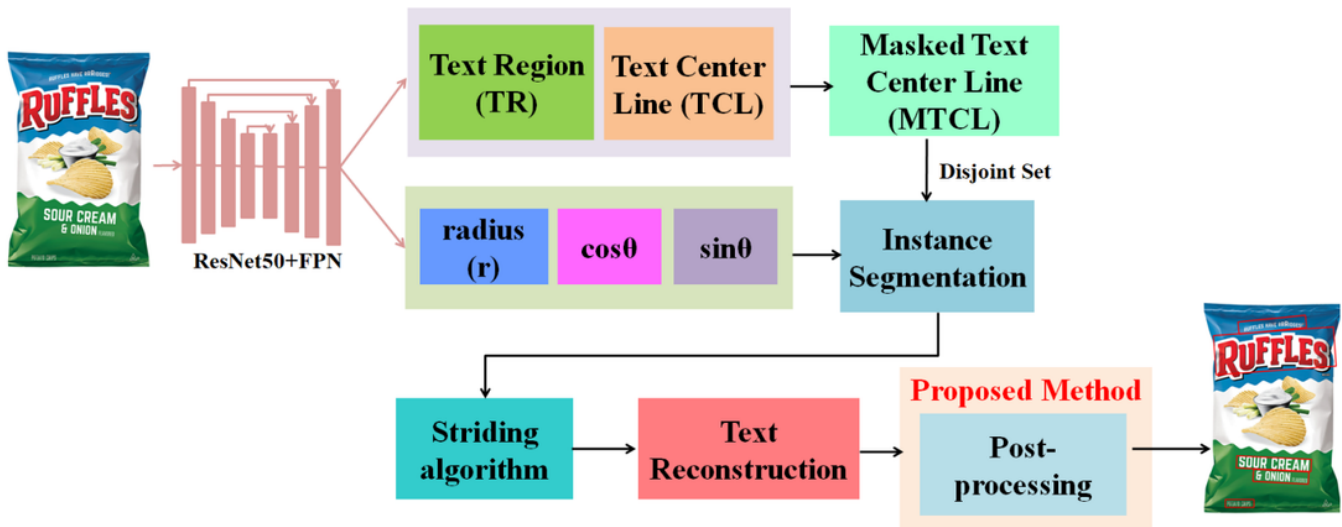 RUFFLES
SOUR CREAM
& ONION
ResNet50+FPN
Text Region
(TR)
Text Center
Line (TCL)
Masked Text
Center Line
(MTCL)
Disjoint Set
radius
(r)
cosθ
sinθ
Instance
Segmentation
Striding
algorithm
Text
Reconstruction
Proposed Method
Post-
processing
RUFFLES
SOUR CREAM
& ONION